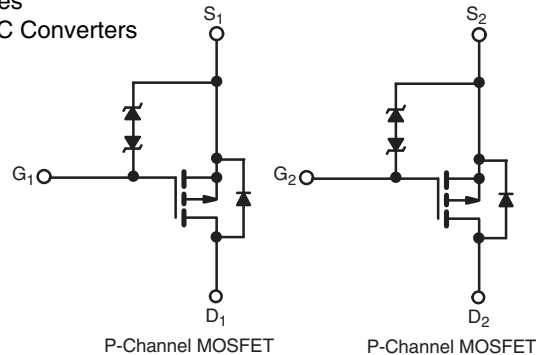 es
C Converters
S1 S2
G1 G2
D1 D2
P-Channel MOSFET P-Channel MOSFET